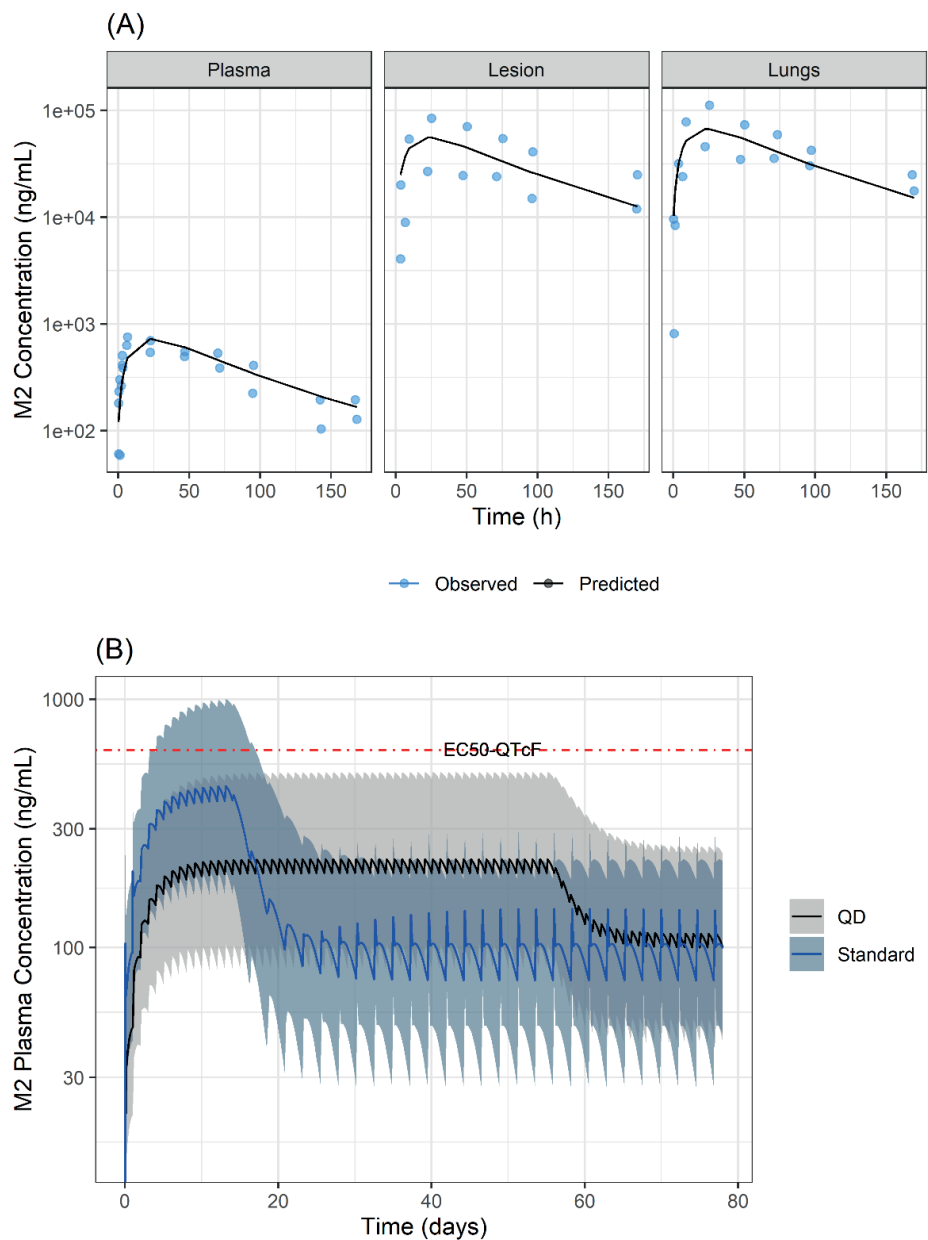 (A)
Plasma Lesion Lungs
1e+05
1e+04
1e+03
1e+02
M2 Concentration (ng/mL)
0 50 100 150 0 50 100 150 0 50 100 150
Time (h)
Observed Predicted
(B)
1000
300
100
30
M2 Plasma Concentration (ng/mL)
EC50-QTcF
QD
Standard
0 20 40 60 80
Time (days)